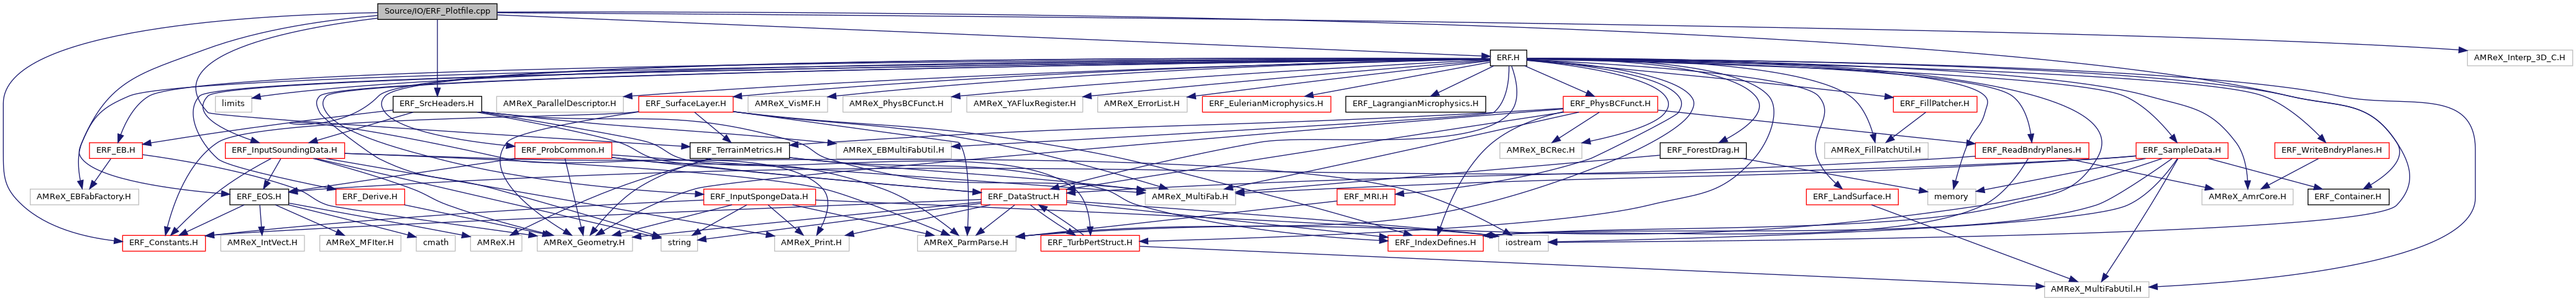 Source/IO/ERF_Plotfile.cpp
ERF.H
AMReX_Interp_3D_C.H
limits
ERF_SrcHeaders.H
AMReX_ParallelDescriptor.H
ERF_SurfaceLayer.H
AMReX_VisMF.H
AMReX_PhysBCFunct.H
AMReX_YAFluxRegister.H
AMReX_ErrorList.H
ERF_EulerianMicrophysics.H
ERF_LagrangianMicrophysics.H
ERF_PhysBCFunct.H
ERF_FillPatcher.H
ERF_EB.H
ERF_InputSoundingData.H
ERF_ProbCommon.H
ERF_TerrainMetrics.H
AMReX_EBMultiFabUtil.H
AMReX_BCRec.H
ERF_ForestDrag.H
AMReX_FillPatchUtil.H
ERF_ReadBndryPlanes.H
ERF_SampleData.H
ERF_WriteBndryPlanes.H
AMReX_EBFabFactory.H
ERF_EOS.H
ERF_Derive.H
ERF_InputSpongeData.H
ERF_DataStruct.H
AMReX_MultiFab.H
ERF_MRI.H
ERF_LandSurface.H
memory
AMReX_AmrCore.H
ERF_Container.H
ERF_Constants.H
AMReX_IntVect.H
AMReX_MFIter.H
cmath
AMReX.H
AMReX_Geometry.H
string
AMReX_Print.H
AMReX_ParmParse.H
ERF_TurbPertStruct.H
ERF_IndexDefines.H
iostream
AMReX_MultiFabUtil.H